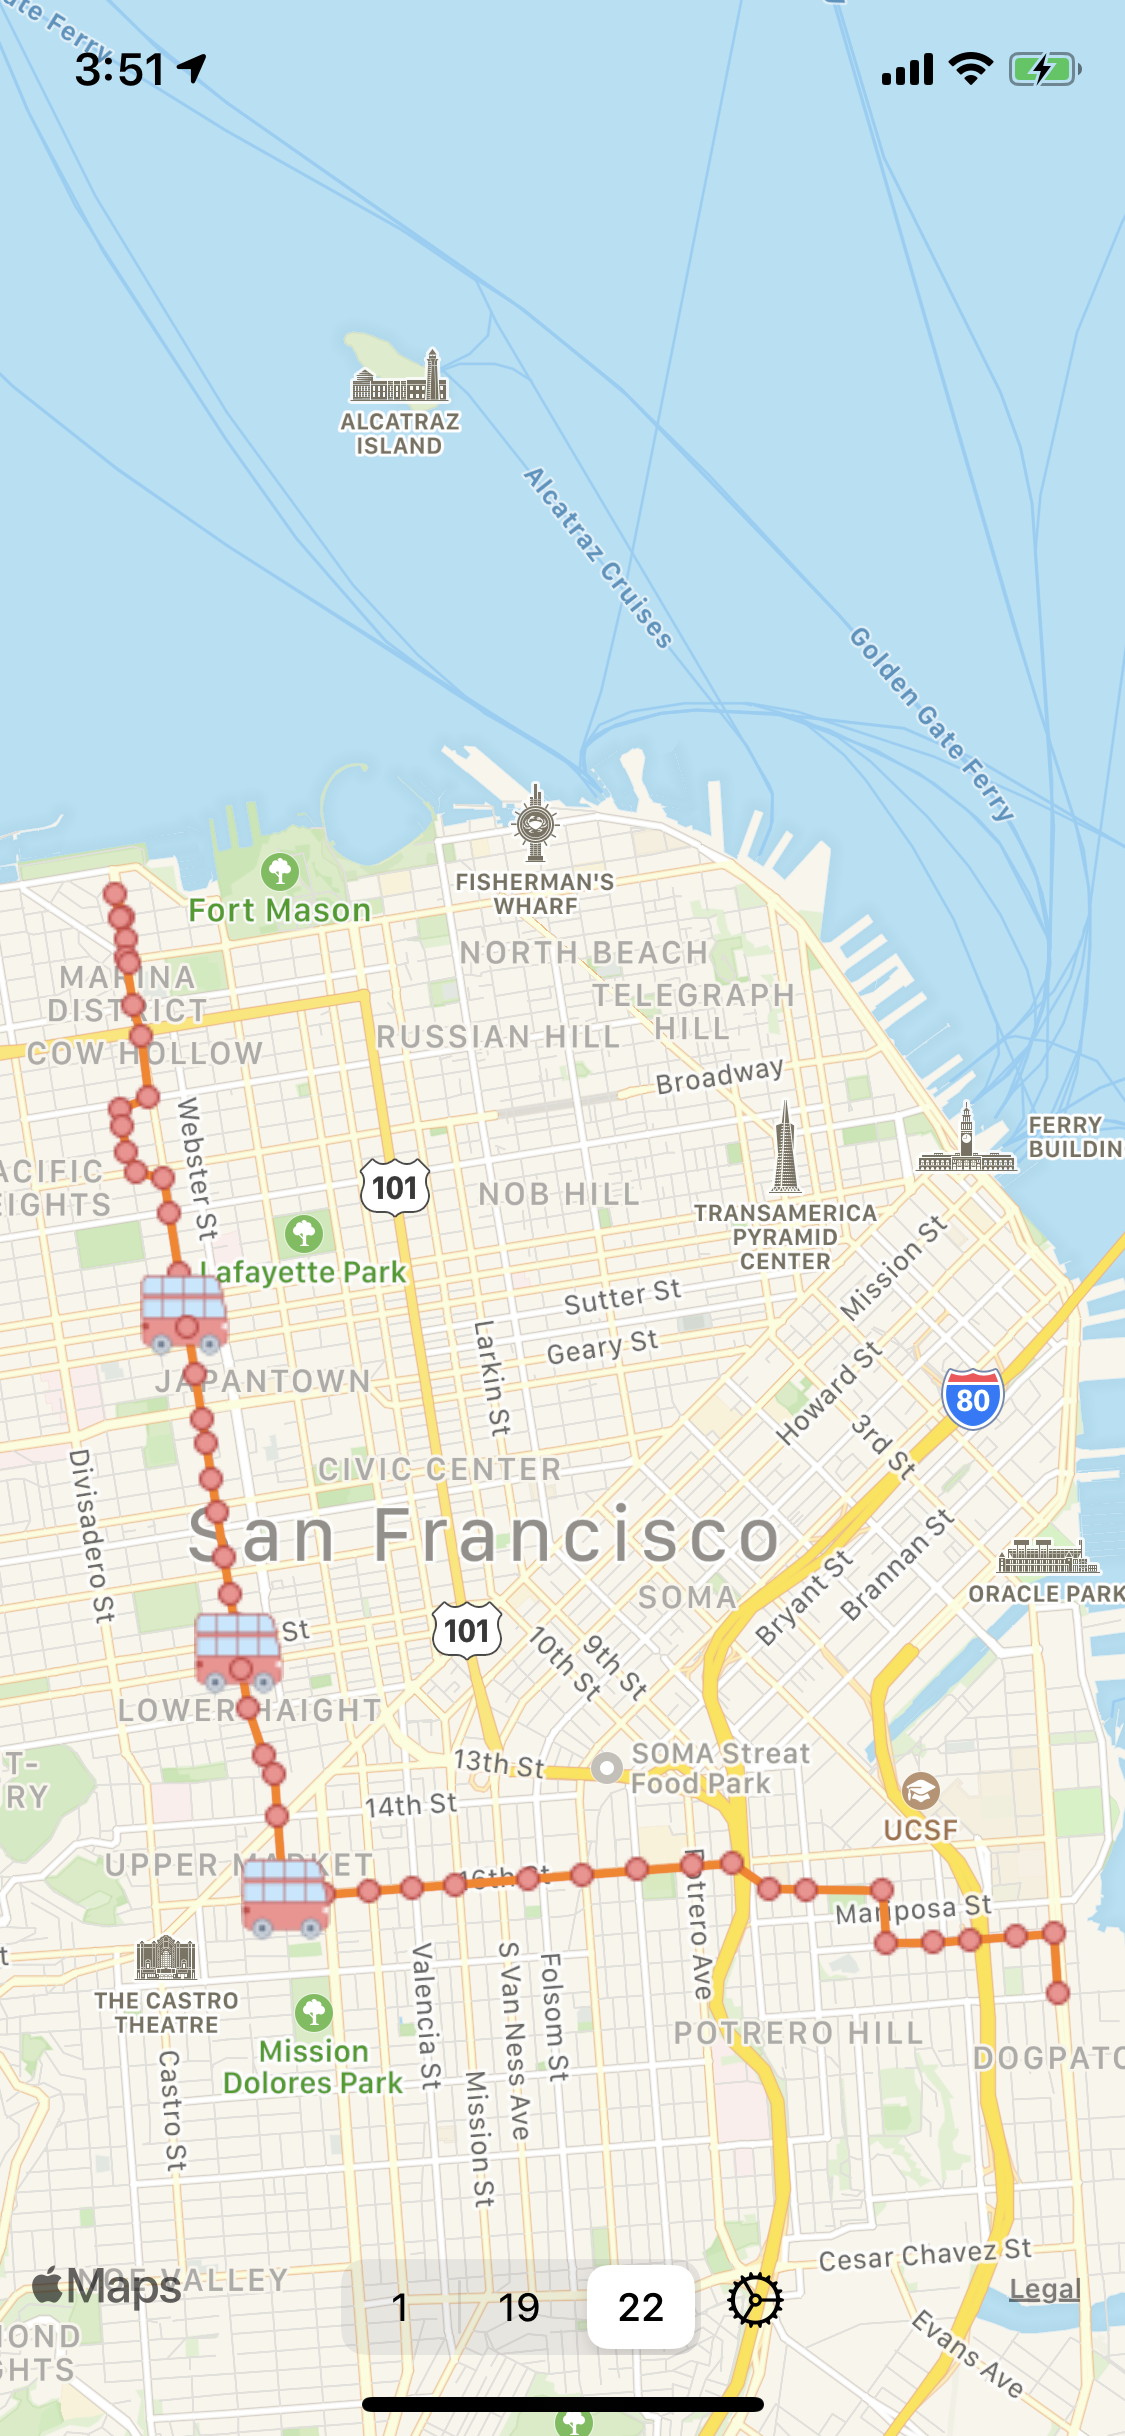 ate Ferry
3:51
ALCATRAZ
ISLAND
Alcatraz Cruises
Golden Gate Ferry
FISHERMAN'S
WHARF
Fort Mason
NORTH BEACH
MARINA
DISTRICT
TELEGRAPH
HILL
RUSSIAN HILL
COW HOLLOW
Broadway
Webster St
FERRY
BUILDIN
ACIFIC
EIGHTS
101
NOB HILL
TRANSAMERICA
PYRAMID
CENTER
Mission St
Lafayette Park
Sutter St
Geary St
Larkin St
JAPANTOWN
Howard St
80
3rd St
CIVIC CENTER
Divisadero St
San Francisco
Brannan St
Bryant St
ORACLE PARK
SOMA
St
101
10th St
9th St
LOWER HAIGHT
T-
RY
13th St
SOMA Streat
Food Park
14th St
UCSF
UPPER MARKET
16th St
Potrero Ave
Mariposa St
THE CASTRO
THEATRE
Valencia St
S Van Ness Ave
Folsom St
Mission
Dolores Park
POTRERO HILL
DOGPATC
Castro St
Mission St
Cesar Chavez St
Maps
NOE VALLEY
Legal
1
19
22
Evans Ave
OND
GHTS